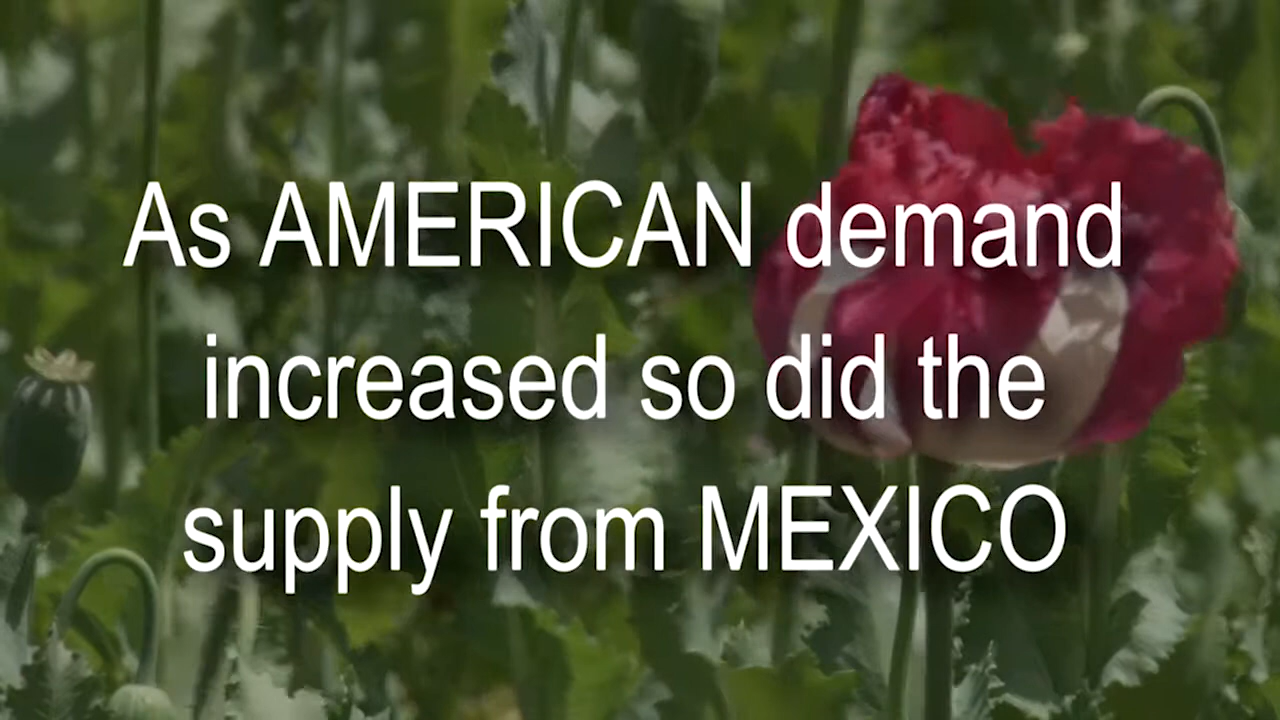 As AMERICAN demand
increased so did the
supply from MEXICO